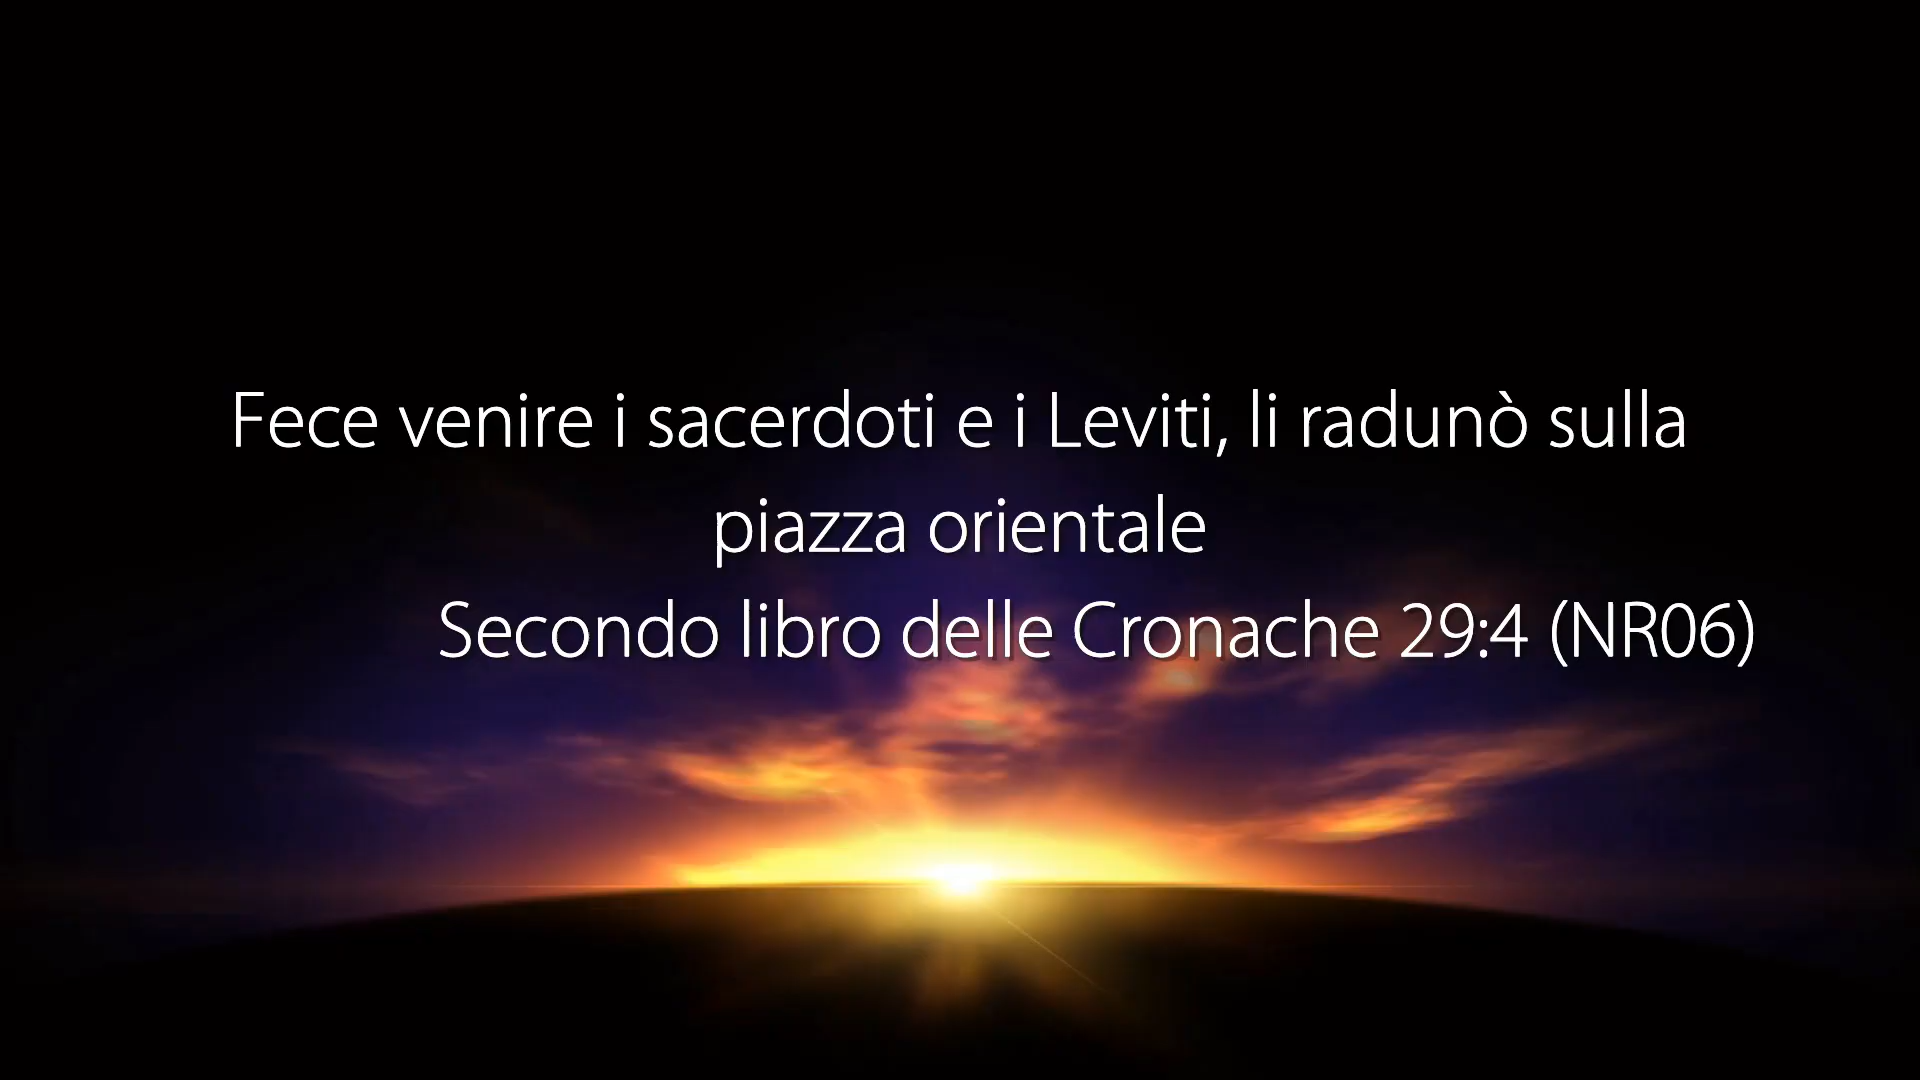 Fece venire i sacerdoti e i Leviti, li radunò sulla
piazza orientale
Secondo libro delle Cronache 29:4 (NR06)